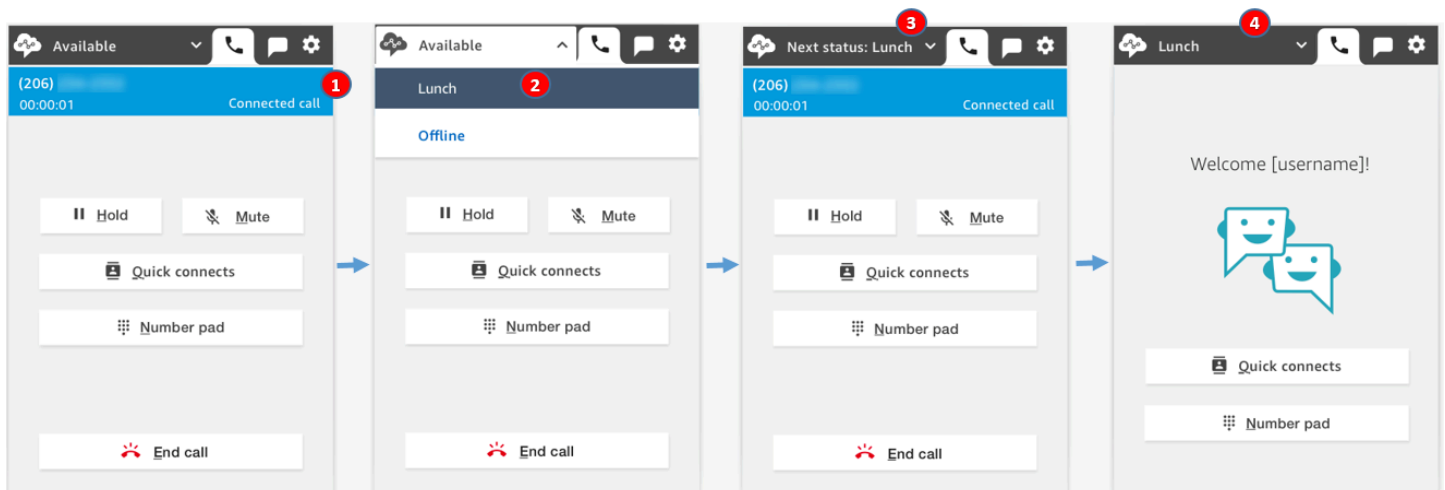 Available
1
(206)
00:00:01 Connected call
Hold Mute
Quick connects
Number pad
End call
Available
Lunch 2
Offline
Hold Mute
Quick connects
Number pad
End call
3
Next status: Lunch
(206)
00:00:01 Connected call
Hold Mute
Quick connects
Number pad
End call
4
Lunch
Welcome [username]!
Quick connects
Number pad